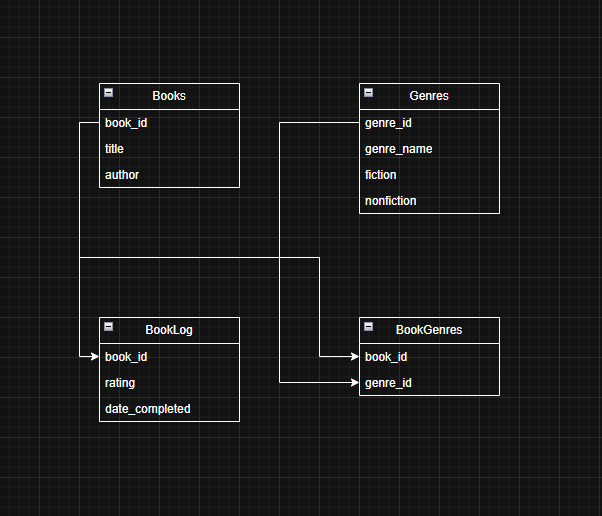 Books
book_id
title
author
Genres
genre_id
genre_name
fiction
nonfiction
BookLog
book_id
rating
date_completed
BookGenres
book_id
genre_id